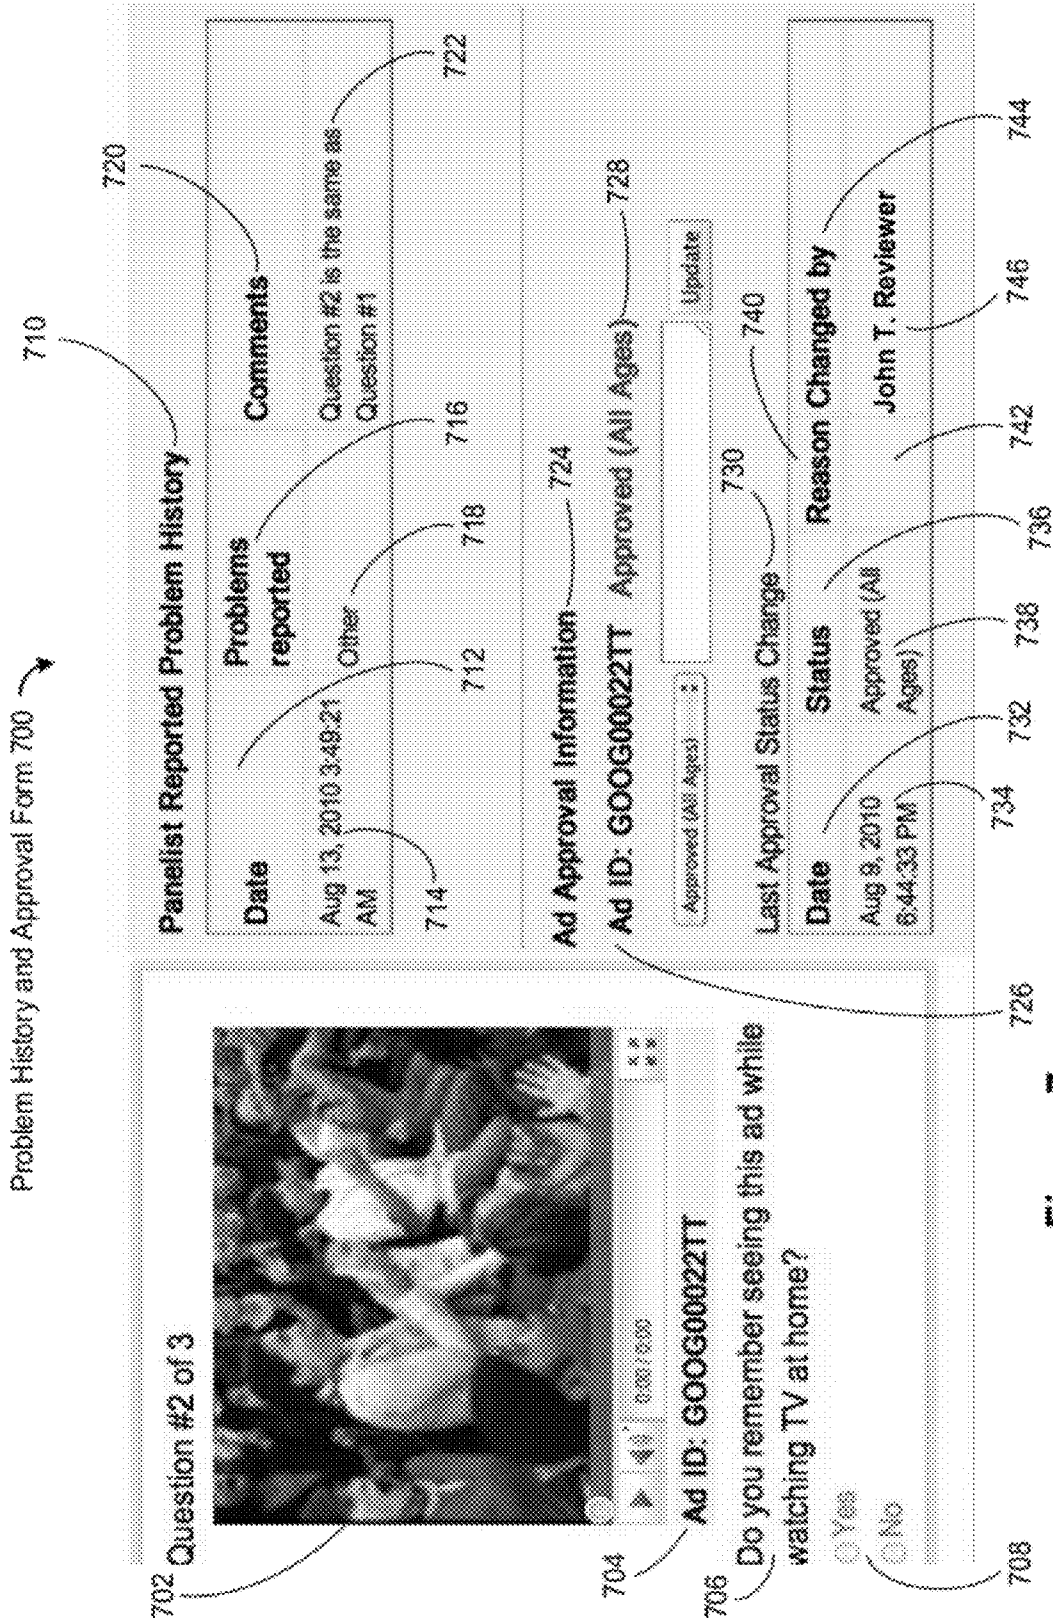 Problem History and Approval Form 700
Question #2 of 3
702
0:00 / 0:00
Ad ID: GOOG00022TT
704
Do you remember seeing this ad while
watching TV at home?
706
Yes
No
708
Panelist Reported Problem History
710
Date
Problems
reported
Comments
720
712
716
Aug 13, 2010 3:49:21
AM
714
Other
718
Question #2 is the same as
Question #1
722
Ad Approval Information
724
Ad ID: GOOG00022TT
Approved (All Ages)
726
728
Approved (All Ages)
Update
Last Approval Status Change
730
Date
Status
Reason Changed by
732
736
740
744
Aug 9, 2010
6:44:33 PM
734
Approved (All
Ages)
738
742
John T. Reviewer
746